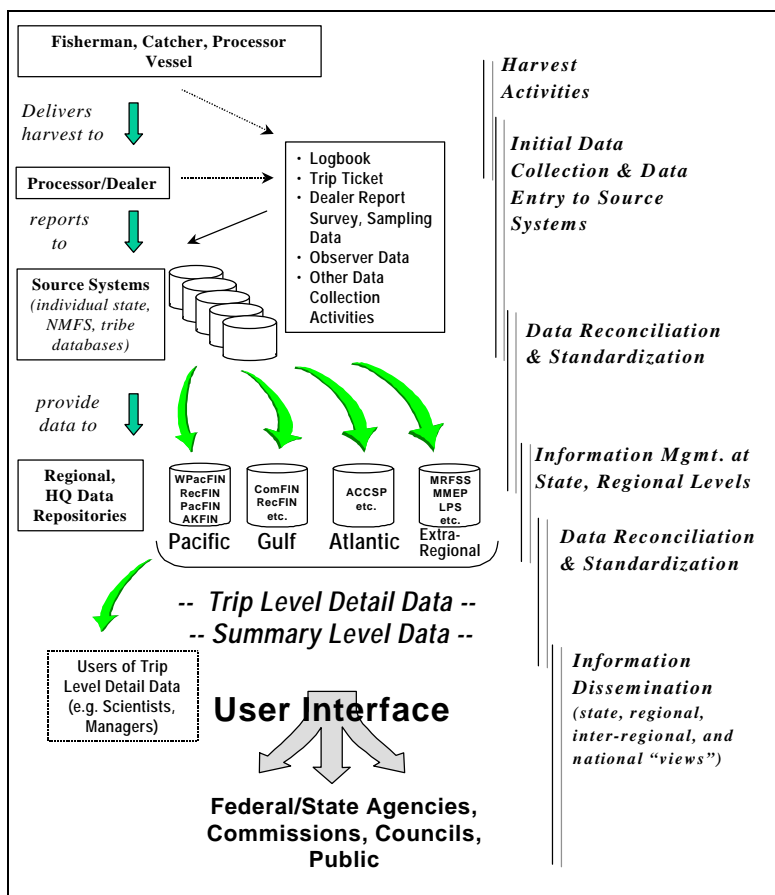 Fisherman, Catcher, Processor
Vessel
Delivers
harvest to
Processor/Dealer
reports
to
Source Systems
(individual state,
NMFS, tribe
databases)
provide
data to
Regional,
HQ Data
Repositories
· Logbook
· Trip Ticket
· Dealer Report
Survey, Sampling
Data
· Observer Data
· Other Data
Collection
Activities
WPacFIN
RecFIN
PacFIN
AKFIN
Pacific
ComFIN
RecFIN
etc.
Gulf
ACCSP
etc.
Atlantic
MRFSS
MMEP
LPS
etc.
Extra-
Regional
-- Trip Level Detail Data --
-- Summary Level Data --
Users of Trip
Level Detail Data
(e.g. Scientists,
Managers)
User Interface
Federal/State Agencies,
Commissions, Councils,
Public
Harvest
Activities
Initial Data
Collection & Data
Entry to Source
Systems
Data Reconciliation
& Standardization
Information Mgmt. at
State, Regional Levels
Data Reconciliation
& Standardization
Information
Dissemination
(state, regional,
inter-regional, and
national “views”)